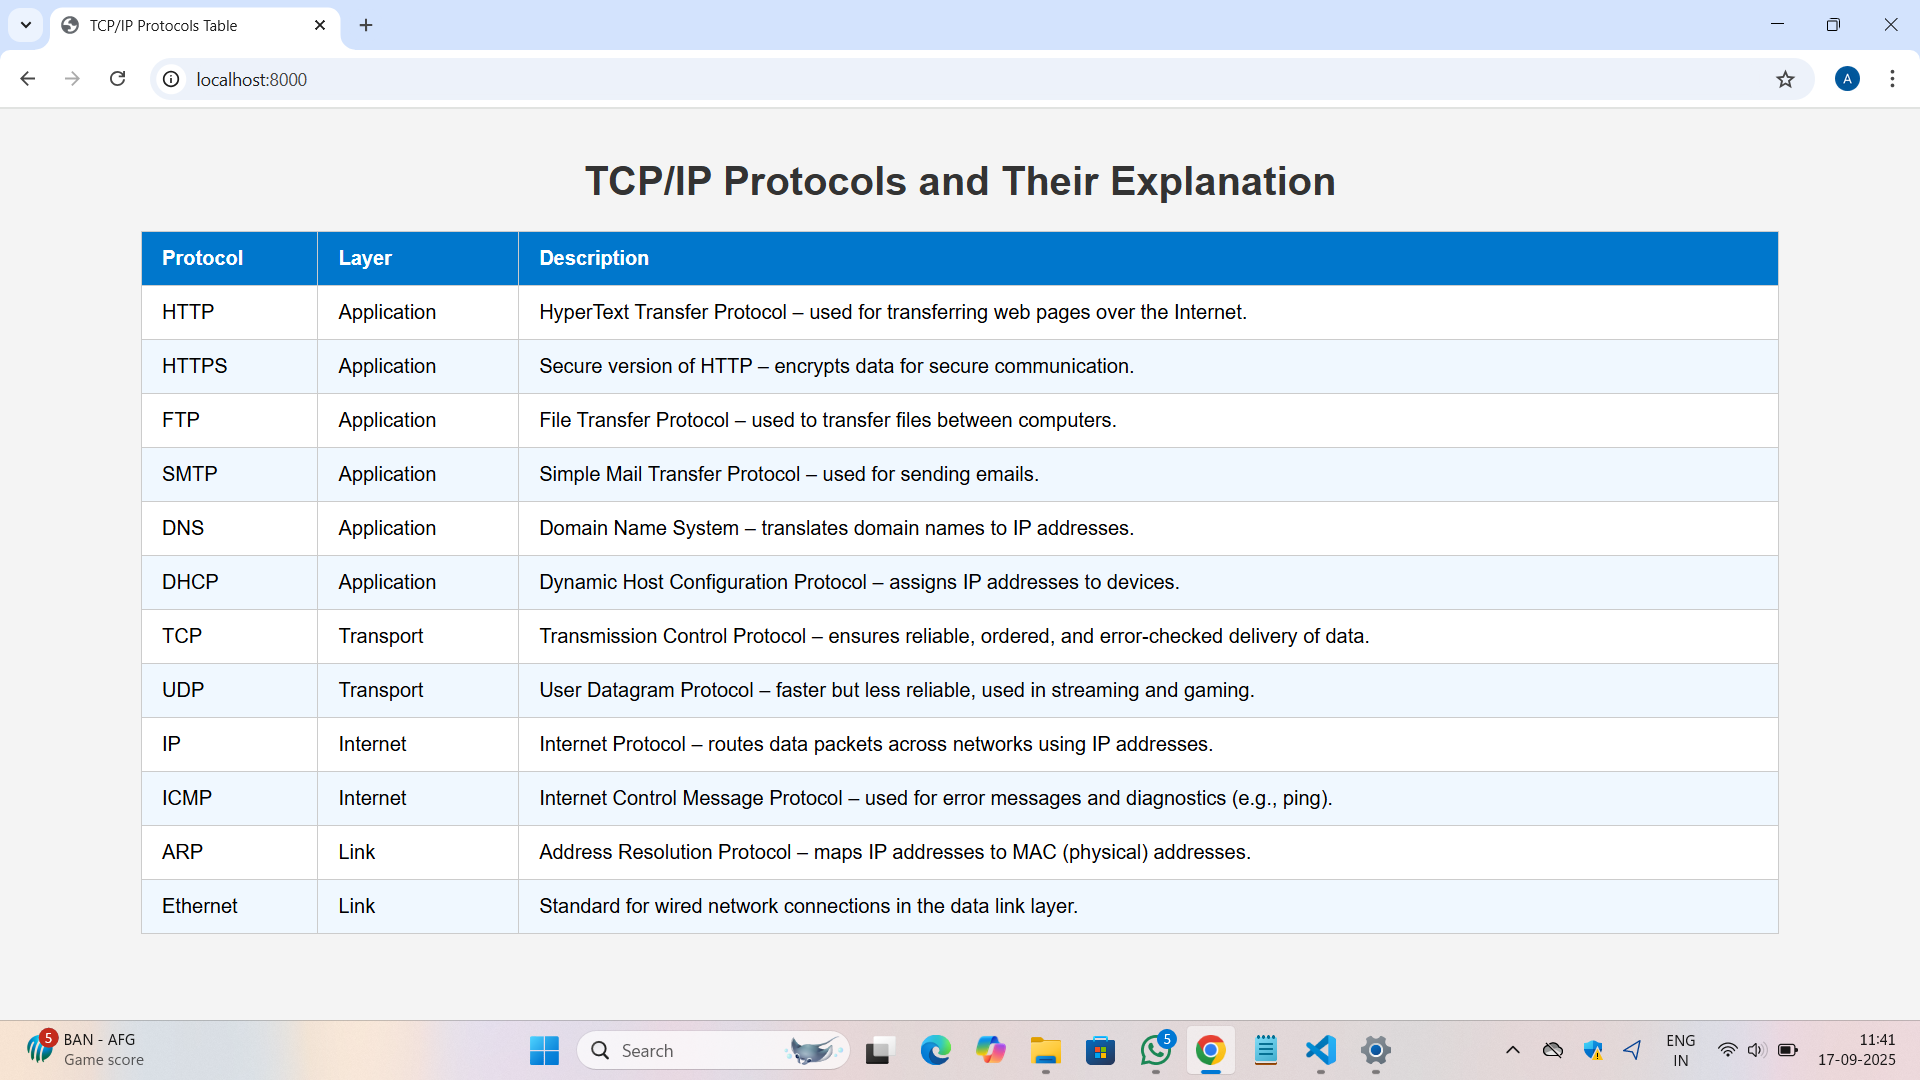 TCP/IP Protocols Table
localhost:8000
A
TCP/IP Protocols and Their Explanation
Protocol Layer Description
HTTP Application HyperText Transfer Protocol – used for transferring web pages over the Internet.
HTTPS Application Secure version of HTTP – encrypts data for secure communication.
FTP Application File Transfer Protocol – used to transfer files between computers.
SMTP Application Simple Mail Transfer Protocol – used for sending emails.
DNS Application Domain Name System – translates domain names to IP addresses.
DHCP Application Dynamic Host Configuration Protocol – assigns IP addresses to devices.
TCP Transport Transmission Control Protocol – ensures reliable, ordered, and error-checked delivery of data.
UDP Transport User Datagram Protocol – faster but less reliable, used in streaming and gaming.
IP Internet Internet Protocol – routes data packets across networks using IP addresses.
ICMP Internet Internet Control Message Protocol – used for error messages and diagnostics (e.g., ping).
ARP Link Address Resolution Protocol – maps IP addresses to MAC (physical) addresses.
Ethernet Link Standard for wired network connections in the data link layer.
5 BAN - AFG
Game score
Search
5
ENG
IN
11:41
17-09-2025